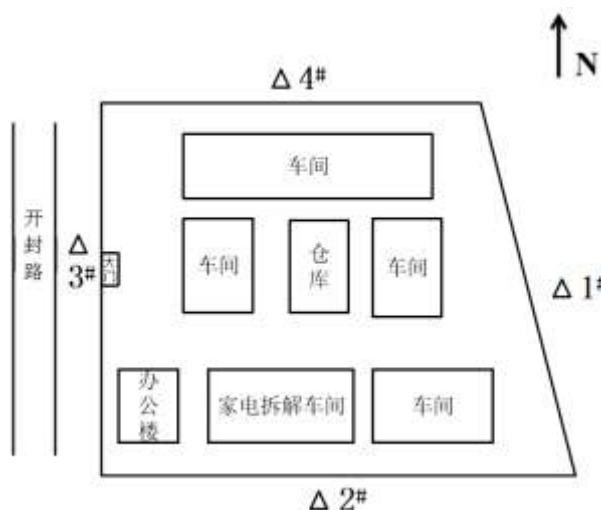 N
△ 4#
车间
开封路
△
3#
大门
车间
仓库
车间
△ 1#
办公楼
家电拆解车间
车间
△ 2#